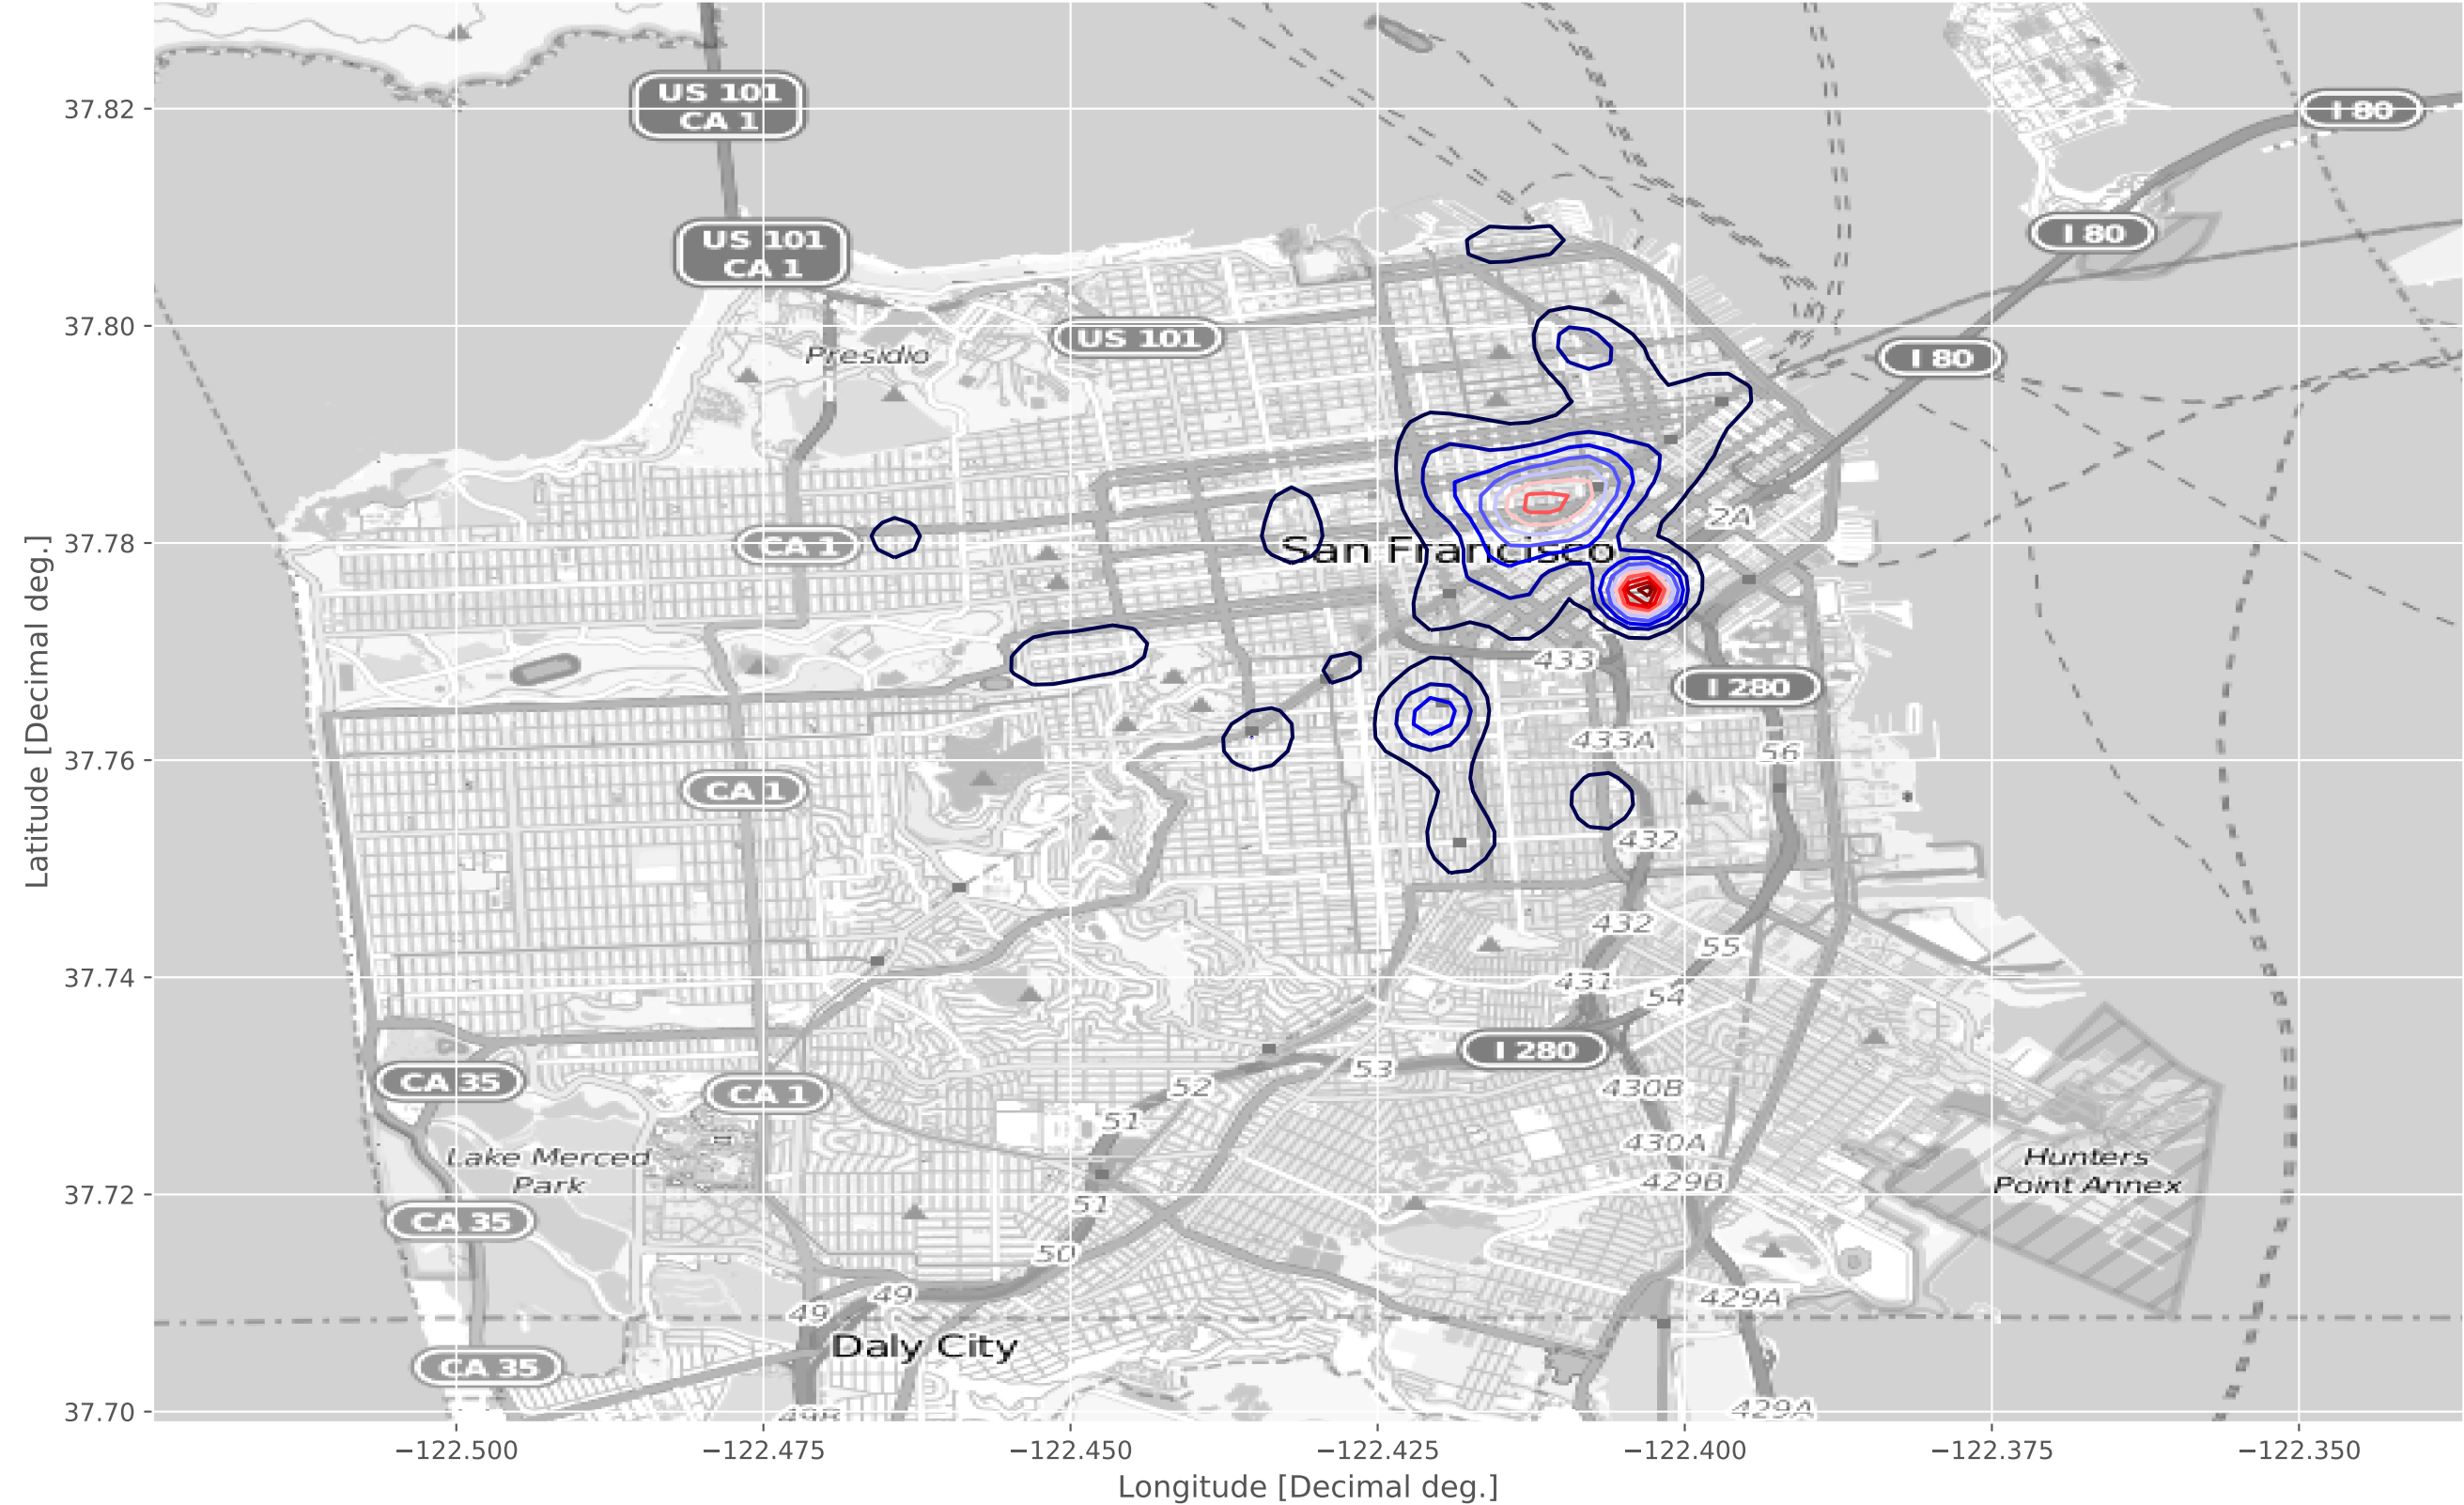 US 101
CA 1
I 80
37.82
I 80
US 101
CA 1
37.80
US 101
Presidio
I 80
2A
37.78
CA 1
San Francisco
433
I 280
433A
56
37.76
CA 1
432
432
55
431
54
37.74
I 280
53
52
CA 35
CA 1
430B
51
430A
Lake Merced
Park
Hunters
Point Annex
429B
37.72
51
CA 35
50
49
49
429A
Daly City
CA 35
429A
37.70
−122.500
−122.475
−122.450
−122.425
−122.400
−122.375
−122.350
Longitude [Decimal deg.]
Latitude [Decimal deg.]